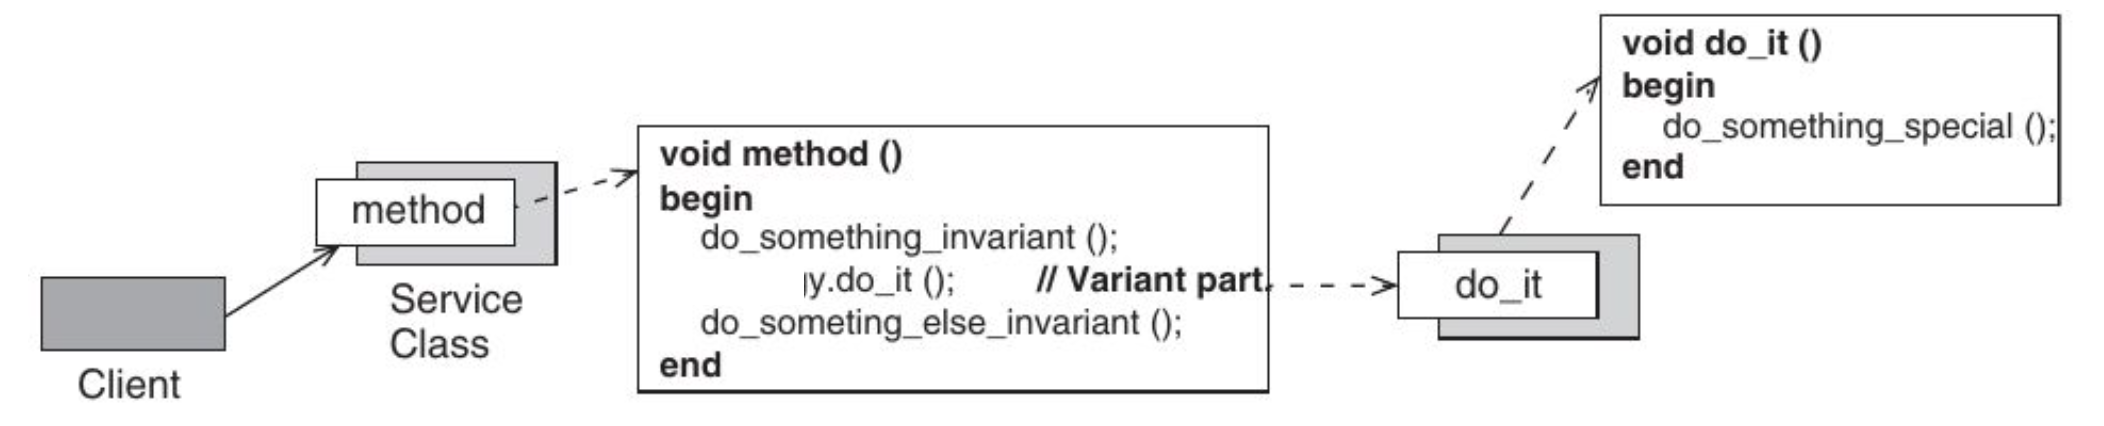 void do_it ()
begin
do_something_special ();
end
void method ()
begin
do_something_invariant ();
y.do_it (); // Variant part.
do_someting_else_invariant ();
end
method
Service
Class
Client
do_it